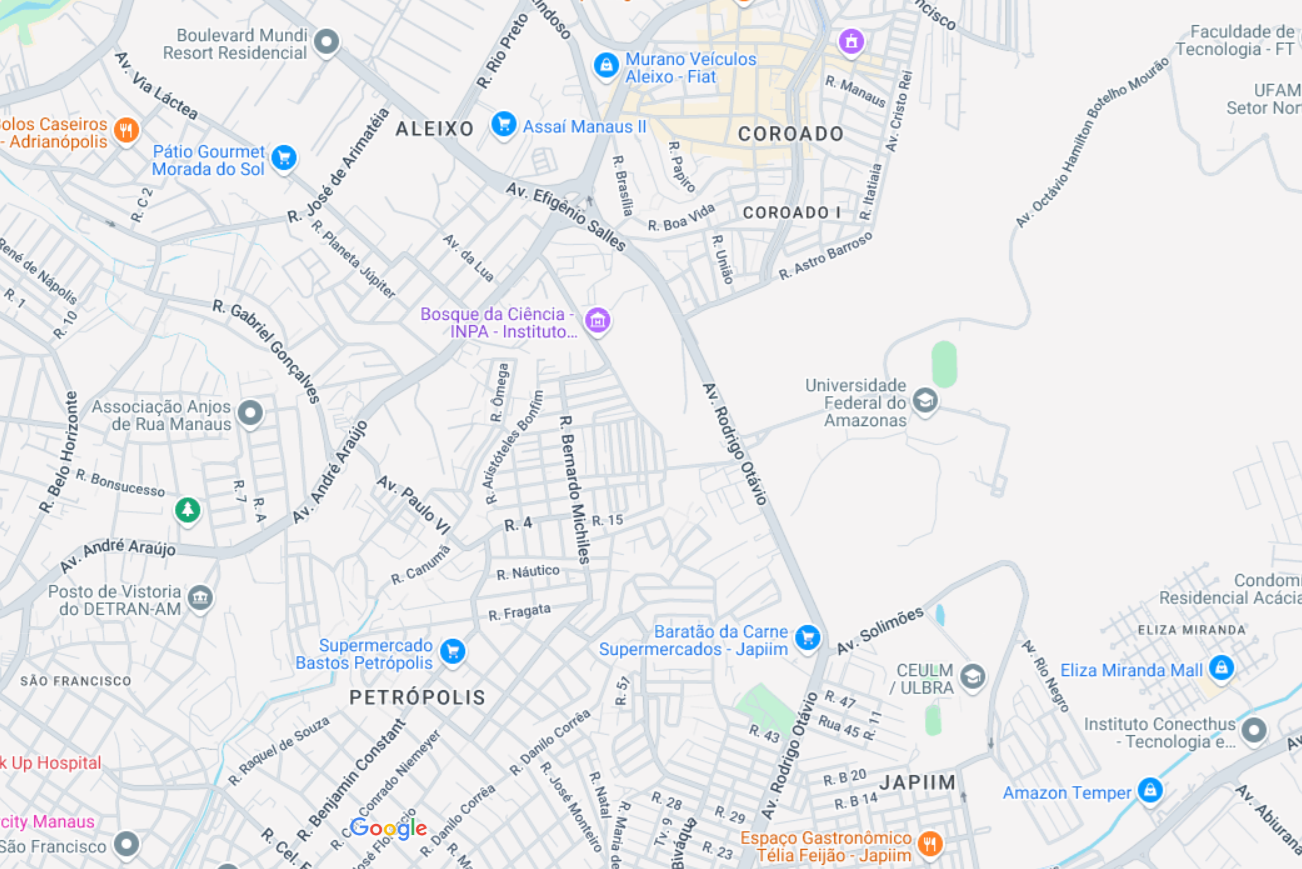 Boulevard Mundi
Resort Residencial
Av. Via Láctea
R. Rio Preto
Murano Veículos
Aleixo - Fiat
R. Manaus
Av. Cristo Rei
Faculdade de
Tecnologia - FT
UFAM
Av. Octávio Hamilton Botelho Mourão
Bolos Caseiros
- Adrianópolis
ALEIXO
Assaí Manaus II
COROADO
Pátio Gourmet
Morada do Sol
R. José de Arimatéia
R. Papiro
R. Brasília
R. C 2
Av. Efigênio Salles
R. Boa Vida
COROADO I
R. Itatiaia
R. Planeta Júpiter
Av. da Lua
R. União
R. Astro Barroso
René de Nápolis
R. 1
R. 10
R. Gabriel Gonçalves
Bosque da Ciência -
INPA - Instituto...
R. Ômega
R. Aristóteles Bonfim
Av. Rodrigo Otávio
Universidade
Federal do
Amazonas
R. Belo Horizonte
Associação Anjos
de Rua Manaus
Av. André Araújo
R. Bernardo Michiles
R. Bonsucesso
R. 7
R. A
Av. Paulo VI
R. 4
R. 15
Av. André Araújo
R. Canumã
R. Náutico
Posto de Vistoria
do DETRAN-AM
R. Fragata
Residencial Acácia
ELIZA MIRANDA
Supermercado
Bastos Petrópolis
Baratão da Carne
Supermercados - Japiim
Av. Solimões
Av. Rio Negro
CEULM
/ ULBRA
Eliza Miranda Mall
SÃO FRANCISCO
PETRÓPOLIS
R. 51
R. 47
Rua 45
R. 11
R. 43
Av. Rodrigo Otávio
Instituto Conecthus
- Tecnologia e...
R. Raquel de Souza
R. Benjamin Constant
R. Danilo Corrêa
k Up Hospital
R. B 20
JAPIIM
R. B 14
Amazon Temper
R. José Monteiro
R. Natal
R. 28
R. 29
Tv. 9
R. 23
Av. Abiurana
city Manaus
São Francisco
Google
R. Danilo Corrêa
Espaço Gastronômico
Télia Feijão - Japiim